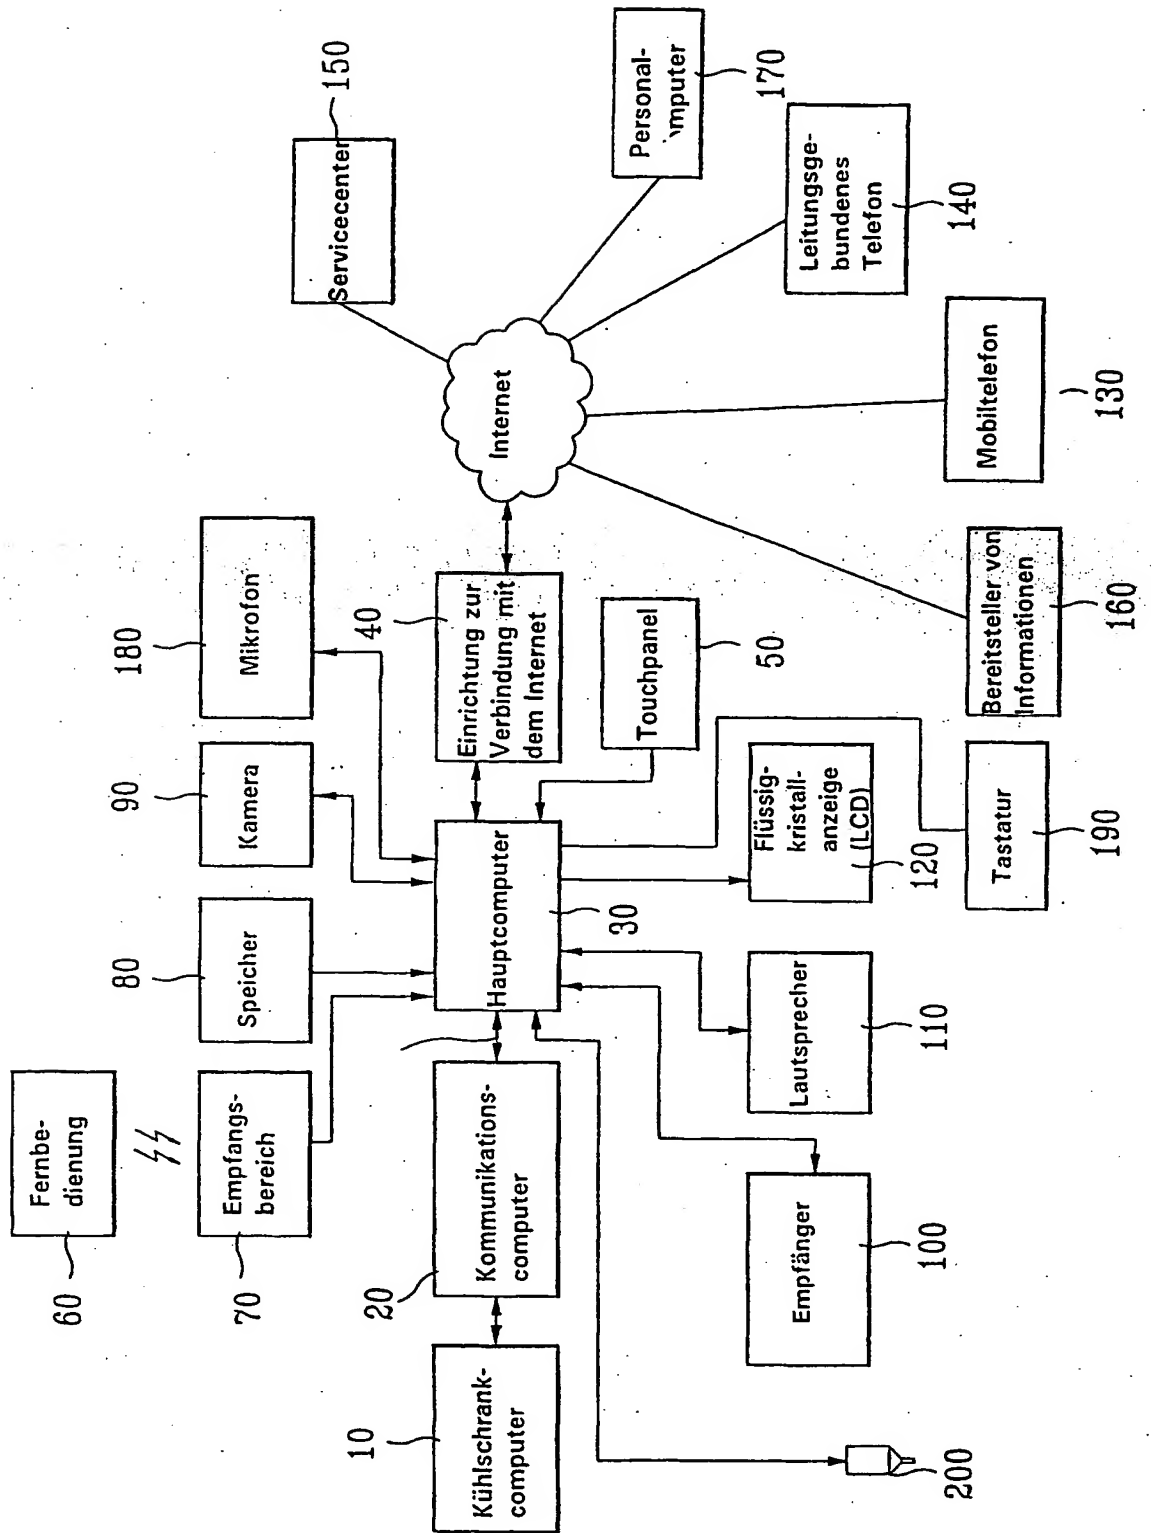 60
Fernbe-
dienung
70
Empfangs-
bereich
80
Speicher
90
Kamera
180
Mikrofon
150
Servicecenter
10
Kühlschrank-
computer
20
Kommunikations-
computer
Hauptcomputer
30
40
Einrichtung zur
Verbindung mit
dem Internet
Internet
Touchpanel
50
Personal-
170
Empfänger
100
Lautsprecher
110
Flüssig-
kristall-
anzeige
(LCD)
120
Leitungsge-
bundenes
Telefon
140
200
Tastatur
190
Bereitsteller von
Informationen
160
Mobiltelefon
130